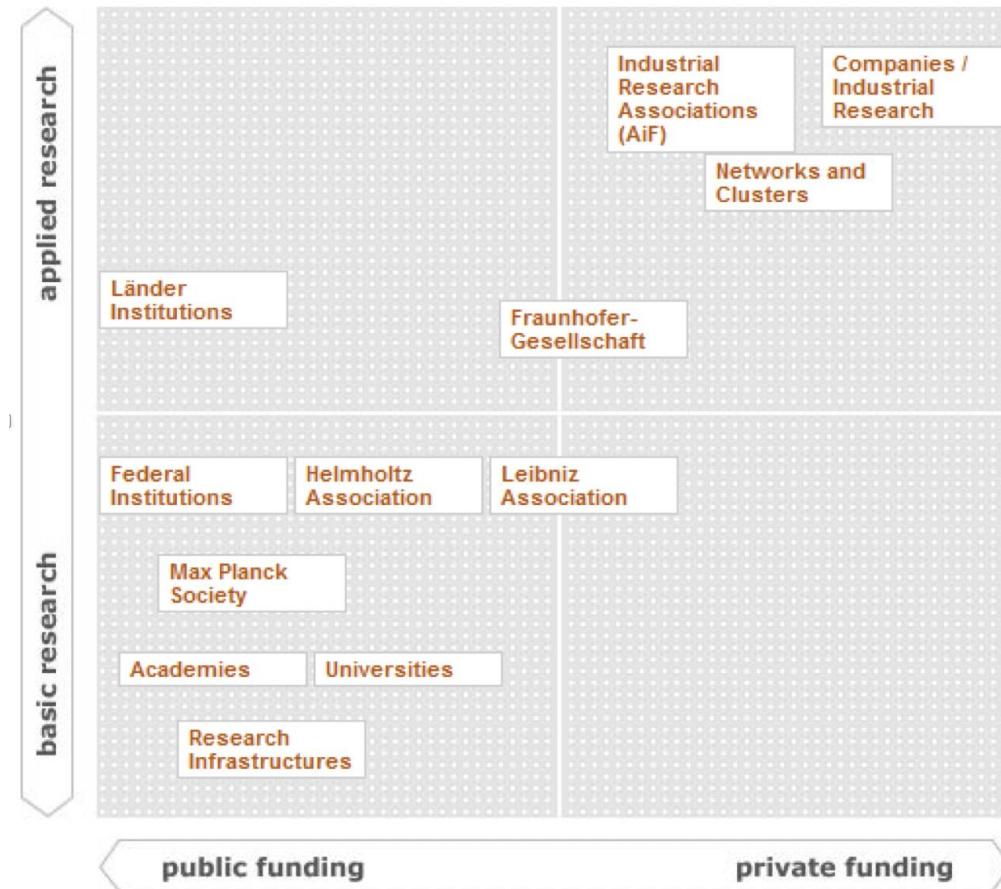 applied research
basic research
Industrial
Research
Associations
(AiF)
Companies /
Industrial
Research
Networks and
Clusters
Länder
Institutions
Fraunhofer-
Gesellschaft
Federal
Institutions
Helmholtz
Association
Leibniz
Association
Max Planck
Society
Academies
Universities
Research
Infrastructures
public funding
private funding